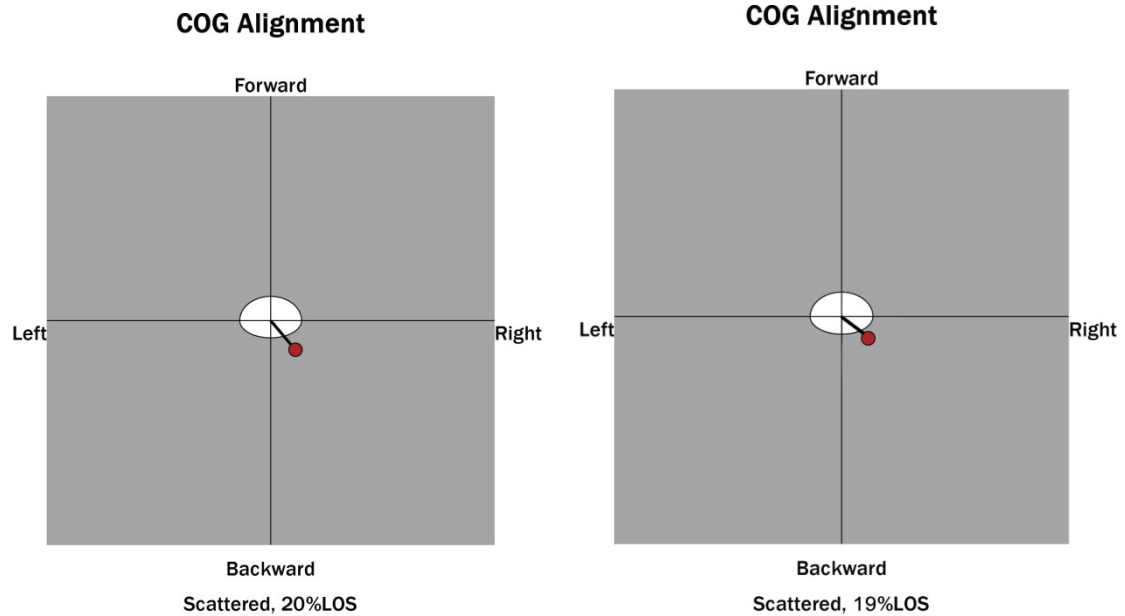 COG Alignment
Forward
Left
Right
Backward
Scattered, 20%LOS
COG Alignment
Forward
Left
Right
Backward
Scattered, 19%LOS